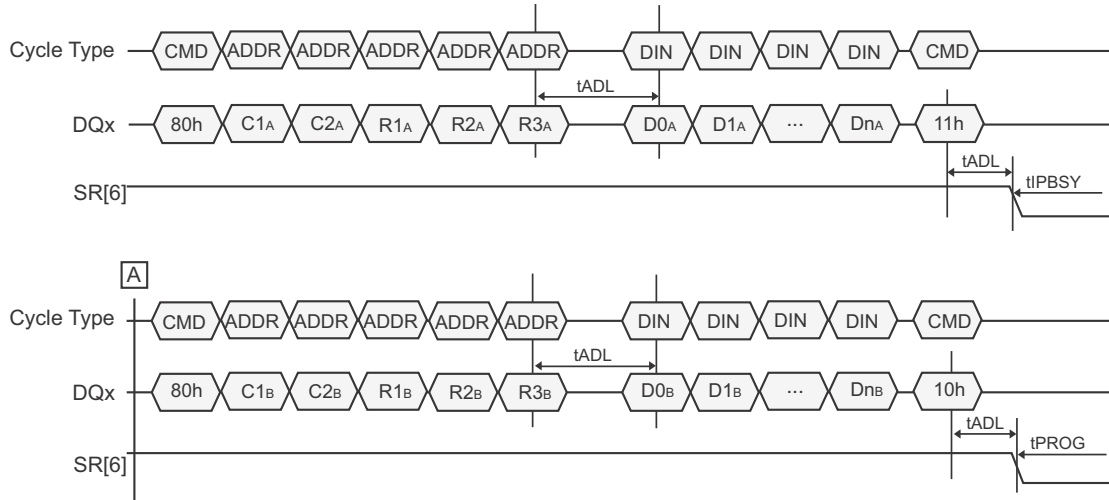 Cycle Type CMD ADDR ADDR ADDR ADDR ADDR DIN DIN DIN DIN CMD
tADL
DQx 80h C1A C2A R1A R2A R3A D0A D1A ... DnA 11h
tADL
SR[6] tIPBSY
A
Cycle Type CMD ADDR ADDR ADDR ADDR ADDR DIN DIN DIN DIN CMD
tADL
DQx 80h C1B C2B R1B R2B R3B D0B D1B ... DnB 10h
tADL
SR[6] tPROG